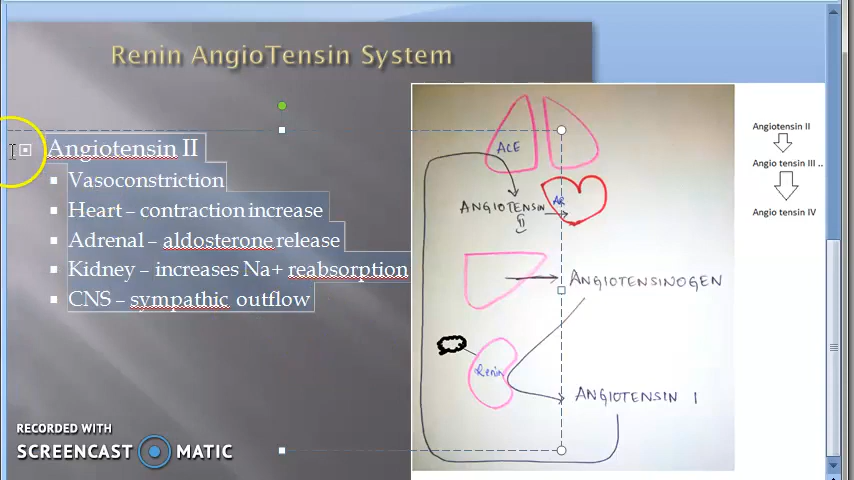 Renin AngioTensin System
Angiotensin II
Vasoconstriction
Heart – contraction increase
Adrenal – aldosterone release
Kidney – increases Na+ reabsorption
CNS – sympathic outflow
ACE
ANGIOTENSIN
II
AR
ANGIOTENSINOGEN
Renin
ANGIOTENSIN I
Angiotensin II
Angio tensin III ..
Angio tensin IV
RECORDED WITH
SCREENCAST MATIC